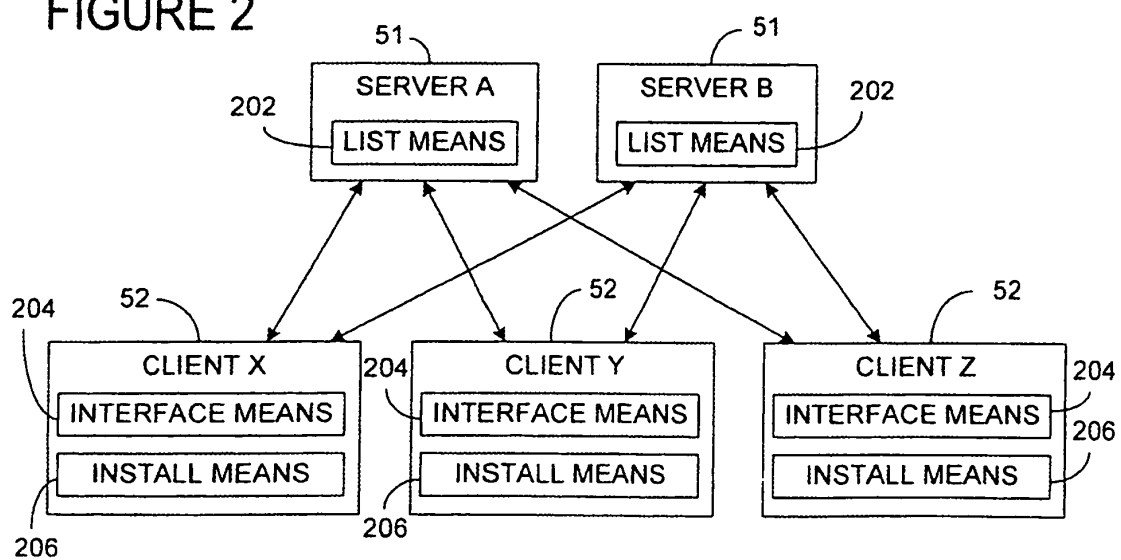 FIGURE 2
51
51
SERVER A
SERVER B
202
202
LIST MEANS
LIST MEANS
204
52
52
52
CLIENT X
204
CLIENT Y
CLIENT Z
204
INTERFACE MEANS
INTERFACE MEANS
INTERFACE MEANS
206
INSTALL MEANS
INSTALL MEANS
INSTALL MEANS
206
206